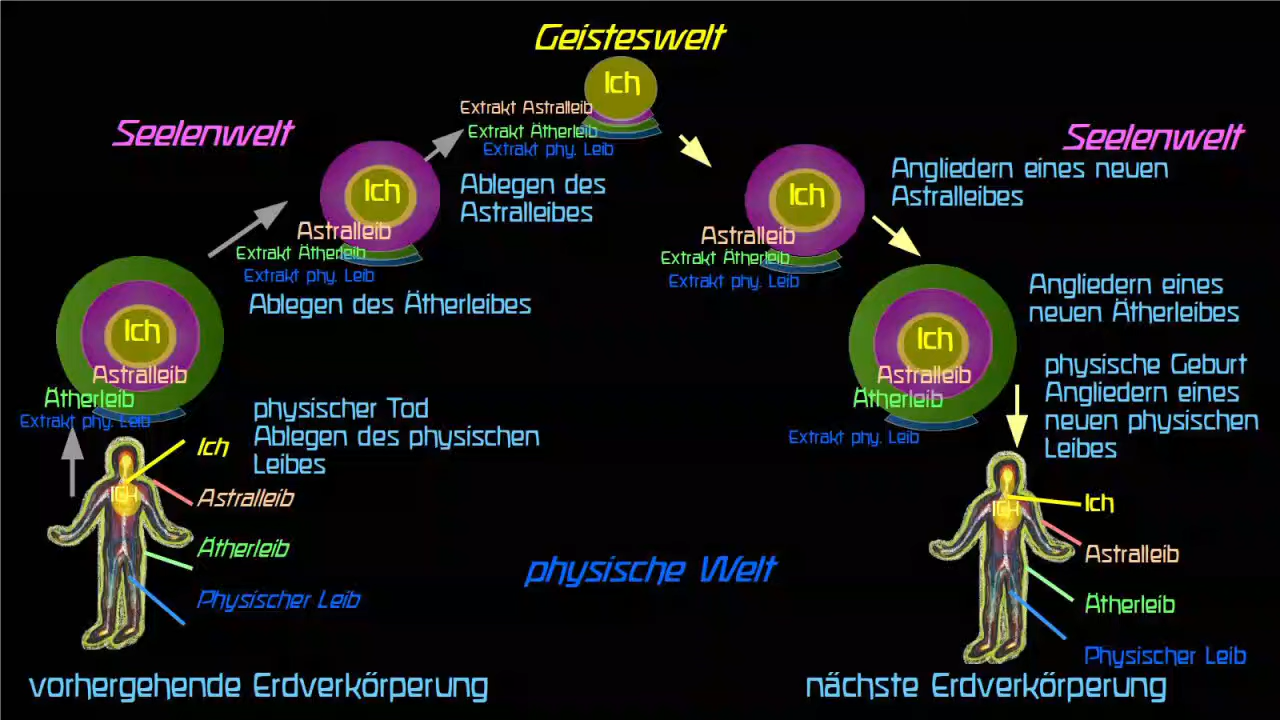 Geisteswelt
Ich
Extrakt Astralleib
Extrakt Ätherleib
Extrakt phy. Leib
Seelenwelt
Ich
Astralleib
Extrakt Ätherleib
Extrakt phy. Leib
Ablegen des
Astralleibes
Ablegen des Ätherleibes
Ich
Astralleib
Ätherleib
Extrakt phy. Leib
physischer Tod
Ablegen des physischen
Leibes
ICH
Ich
Astralleib
Ätherleib
Physischer Leib
vorhergehende Erdverkörperung
physische Welt
Seelenwelt
Angliedern eines neuen
Astralleibes
Ich
Astralleib
Extrakt Ätherleib
Extrakt phy. Leib
Angliedern eines
neuen Ätherleibes
Ich
Astralleib
Ätherleib
Extrakt phy. Leib
physische Geburt
Angliedern eines
neuen physischen
Leibes
ICH
Ich
Astralleib
Ätherleib
Physischer Leib
nächste Erdverkörperung